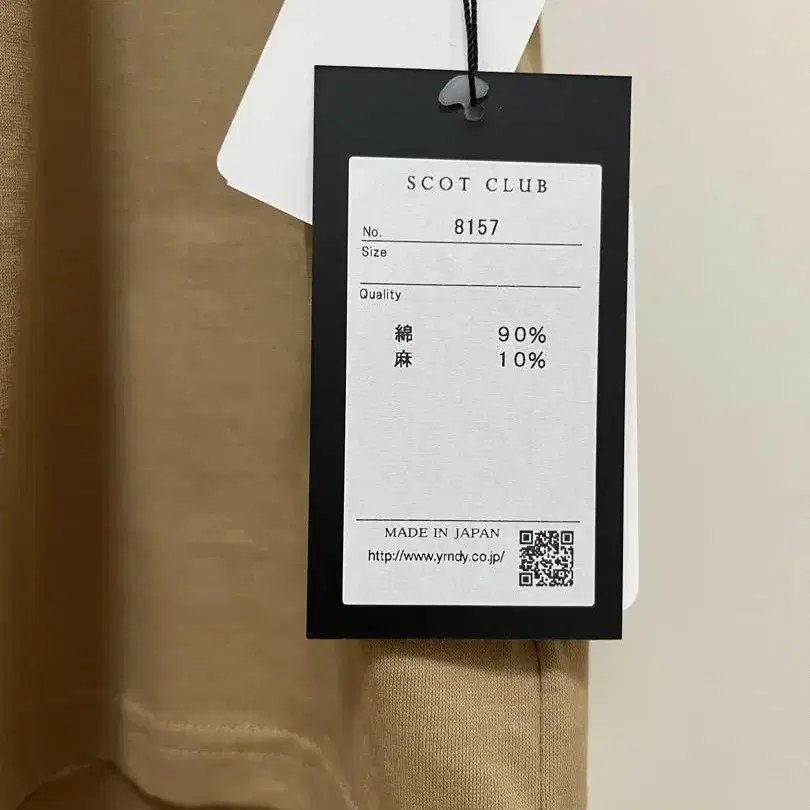 SCOT CLUB
No. 8157
Size
Quality
綿 90%
麻 10%
MADE IN JAPAN
http://www.yrndy.co.jp/